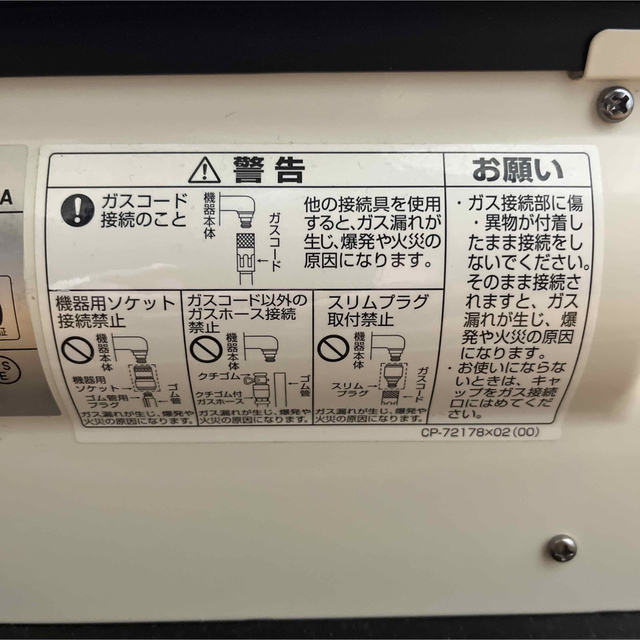 A
証
S
E
警告
ガスコード
接続のこと
機器本体
ガスコード
他の接続具を使用
すると、ガス漏れが
生じ、爆発や火災の
原因になります。
機器用ソケット
接続禁止
機器本体
機器用
ソケット
ゴム管用
プラグ
ゴム管
ガス漏れが生じ、爆発や
火災の原因になります。
ガスコード以外の
ガスホース接続
禁止
機器本体
クチゴム
クチゴム付
ガスホース
ゴム管
ガス漏れが生じ、爆発や
火災の原因になります。
スリムプラグ
取付禁止
機器本体
スリム
プラグ
ガスコード
ガス漏れが生じ、爆発や
火災の原因になります。
お願い
・ガス接続部に傷
・異物が付着し
たまま接続をし
ないでください。
そのまま接続さ
れますと、ガス
漏れが生じ、爆
発や火災の原因
になります。
・お使いにならな
いときは、キャ
ップをガス接続
口にはめてくだ
さい。
CP-72178×02(00)